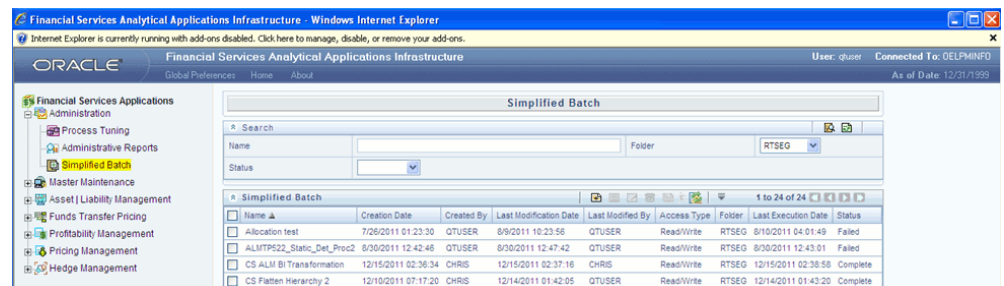 Financial Services Analytical Applications Infrastructure - Windows Internet Explorer
Internet Explorer is currently running with add-ons disabled. Click here to manage, disable, or remove your add-ons.
ORACLE
Financial Services Analytical Applications Infrastructure
User: qtuser Connected To: OELPMINFO
Global Preferences Home About
As of Date: 12/31/1999
Financial Services Applications
Administration
Process Tuning
Administrative Reports
Simplified Batch
Master Maintenance
Asset | Liability Management
Funds Transfer Pricing
Profitability Management
Pricing Management
Hedge Management
Simplified Batch
Search
Name Folder RTSEG
Status
Simplified Batch 1 to 24 of 24
Name Creation Date Created By Last Modification Date Last Modified By Access Type Folder Last Execution Date Status
Allocation test 7/26/2011 01:23:30 QTUSER 8/9/2011 10:23:56 QTUSER Read/Write RTSEG 8/10/2011 04:01:49 Failed
ALMTP522_Static_Det_Proc2 8/30/2011 12:42:46 QTUSER 8/30/2011 12:47:42 QTUSER Read/Write RTSEG 8/30/2011 12:43:01 Failed
CS ALM BI Transformation 12/15/2011 02:36:34 CHRIS 12/15/2011 02:37:16 CHRIS Read/Write RTSEG 12/15/2011 02:38:58 Complete
CS Flatten Hierarchy 2 12/10/2011 07:17:20 CHRIS 12/14/2011 01:42:05 QTUSER Read/Write RTSEG 12/14/2011 01:43:20 Complete